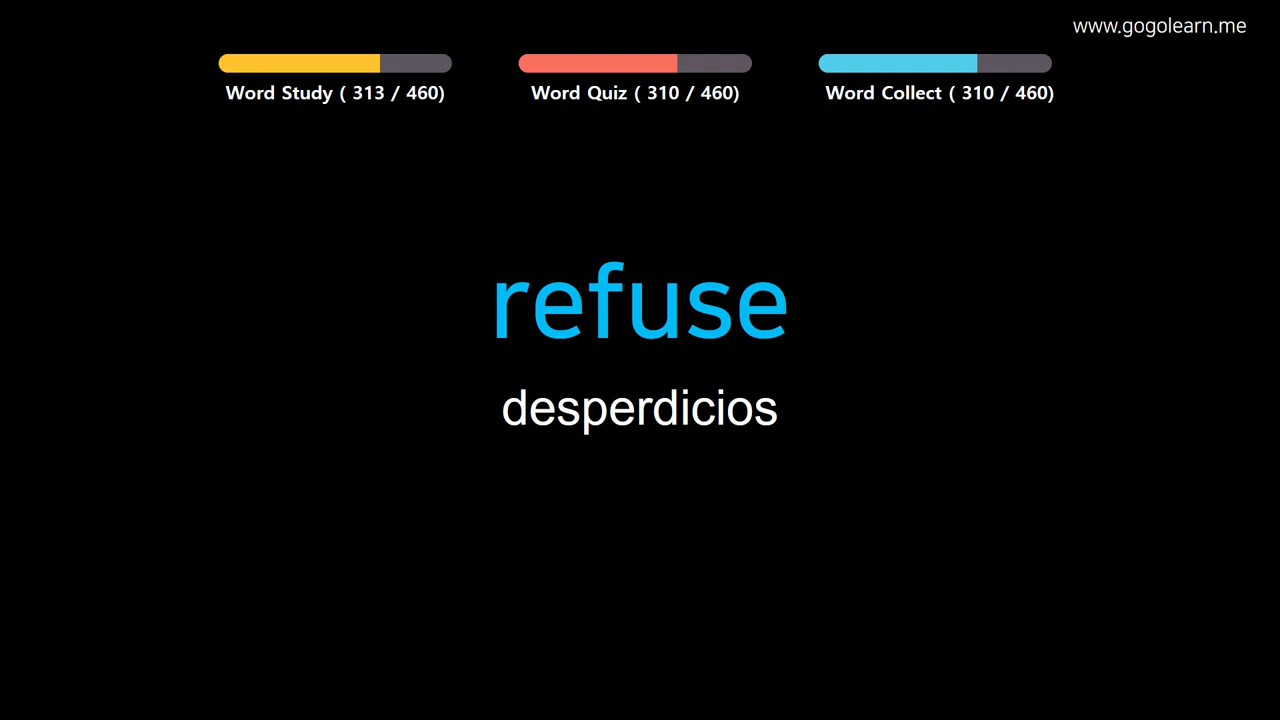 www.gogolearn.me
Word Study ( 313 / 460)
Word Quiz ( 310 / 460)
Word Collect ( 310 / 460)
refuse
desperdicios